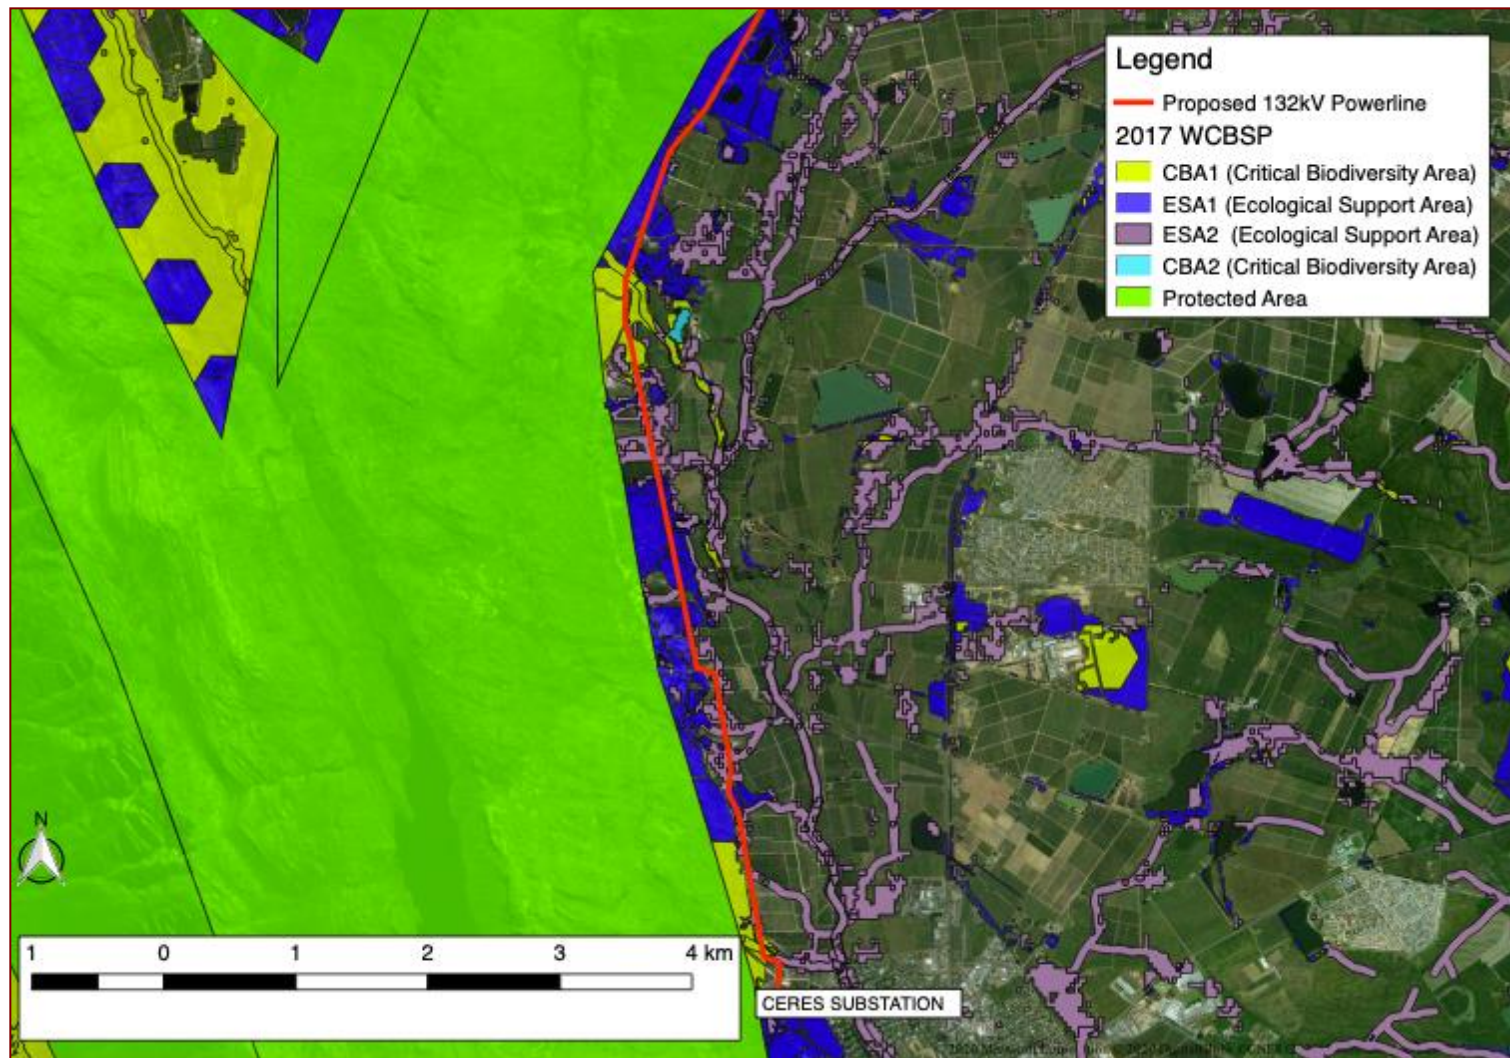 Legend
Proposed 132kV Powerline
2017 WCBSP
CBA1 (Critical Biodiversity Area)
ESA1 (Ecological Support Area)
ESA2 (Ecological Support Area)
CBA2 (Critical Biodiversity Area)
Protected Area
N
1 0 1 2 3 4 km
CERES SUBSTATION